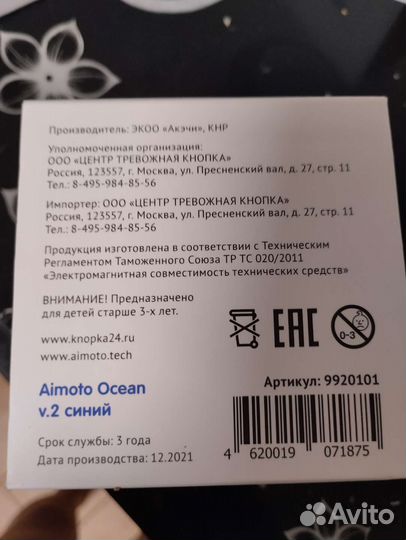 Производитель: ЭКОО «Акэчи», КНР
Уполномоченная организация:
ООО «ЦЕНТР ТРЕВОЖНАЯ КНОПКА»
Россия, 123557, г. Москва, ул. Пресненский вал, д. 27, стр. 11
Тел.: 8-495-984-85-56
Импортер: ООО «ЦЕНТР ТРЕВОЖНАЯ КНОПКА»
Россия, 123557, г. Москва, ул. Пресненский вал, д. 27, стр. 11
Тел.: 8-495-984-85-56
Продукция изготовлена в соответствии с Техническим
Регламентом Таможенного Союза ТР ТС 020/2011
«Электромагнитная совместимость технических средств»
ВНИМАНИЕ! Предназначено
для детей старше 3-х лет.
www.knopka24.ru
www.aimoto.tech
EAC
0-3
Aimoto Ocean
v.2 синий
Артикул: 9920101
Срок службы: 3 года
Дата производства: 12.2021
4 620019 071875
Avito